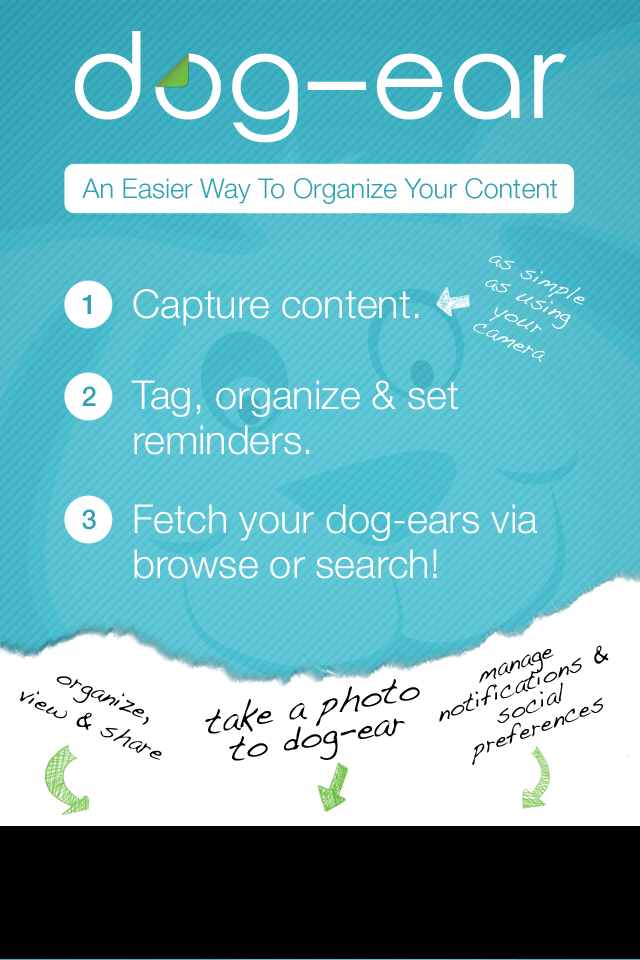 dog-ear
An Easier Way To Organize Your Content
1 Capture content.
as simple
as using
your
camera
2 Tag, organize & set
reminders.
3 Fetch your dog-ears via
browse or search!
organize,
view & share
take a photo
to dog-ear
manage
notifications &
social
preferences